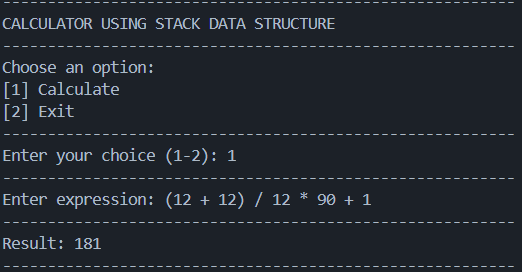 ---------------------------------------------------------
CALCULATOR USING STACK DATA STRUCTURE
---------------------------------------------------------
Choose an option:
[1] Calculate
[2] Exit
---------------------------------------------------------
Enter your choice (1-2): 1
---------------------------------------------------------
Enter expression: (12 + 12) / 12 * 90 + 1
---------------------------------------------------------
Result: 181
---------------------------------------------------------